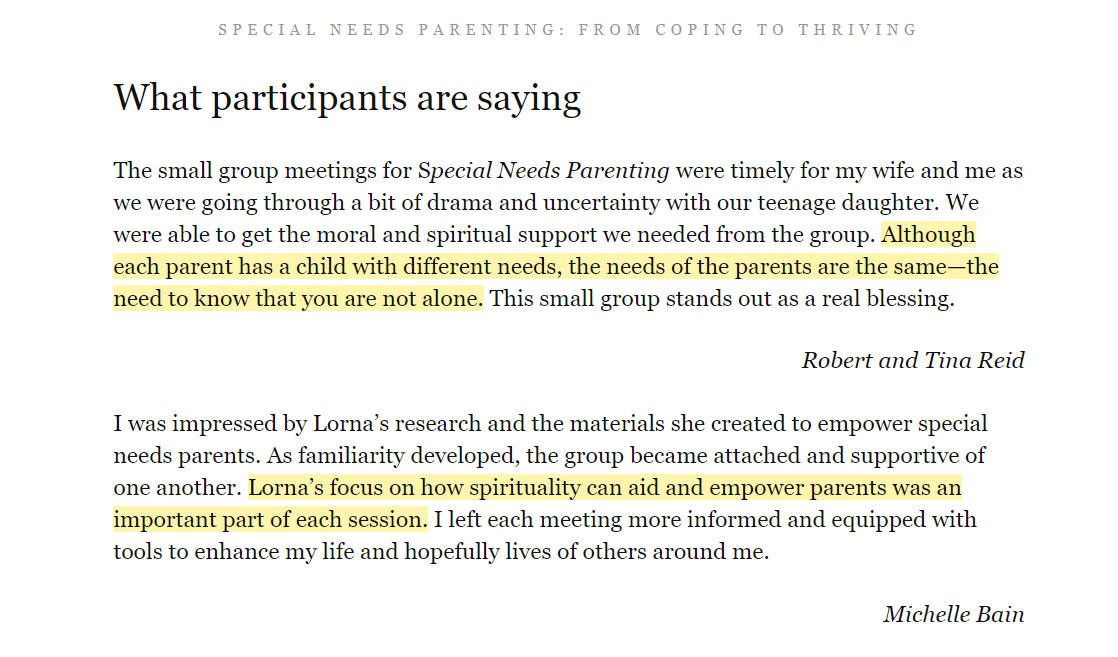 SPECIAL NEEDS PARENTING: FROM COPING TO THRIVING
What participants are saying
The small group meetings for Special Needs Parenting were timely for my wife and me as
we were going through a bit of drama and uncertainty with our teenage daughter. We
were able to get the moral and spiritual support we needed from the group. Although
each parent has a child with different needs, the needs of the parents are the same—the
need to know that you are not alone. This small group stands out as a real blessing.
Robert and Tina Reid
I was impressed by Lorna’s research and the materials she created to empower special
needs parents. As familiarity developed, the group became attached and supportive of
one another. Lorna’s focus on how spirituality can aid and empower parents was an
important part of each session. I left each meeting more informed and equipped with
tools to enhance my life and hopefully lives of others around me.
Michelle Bain